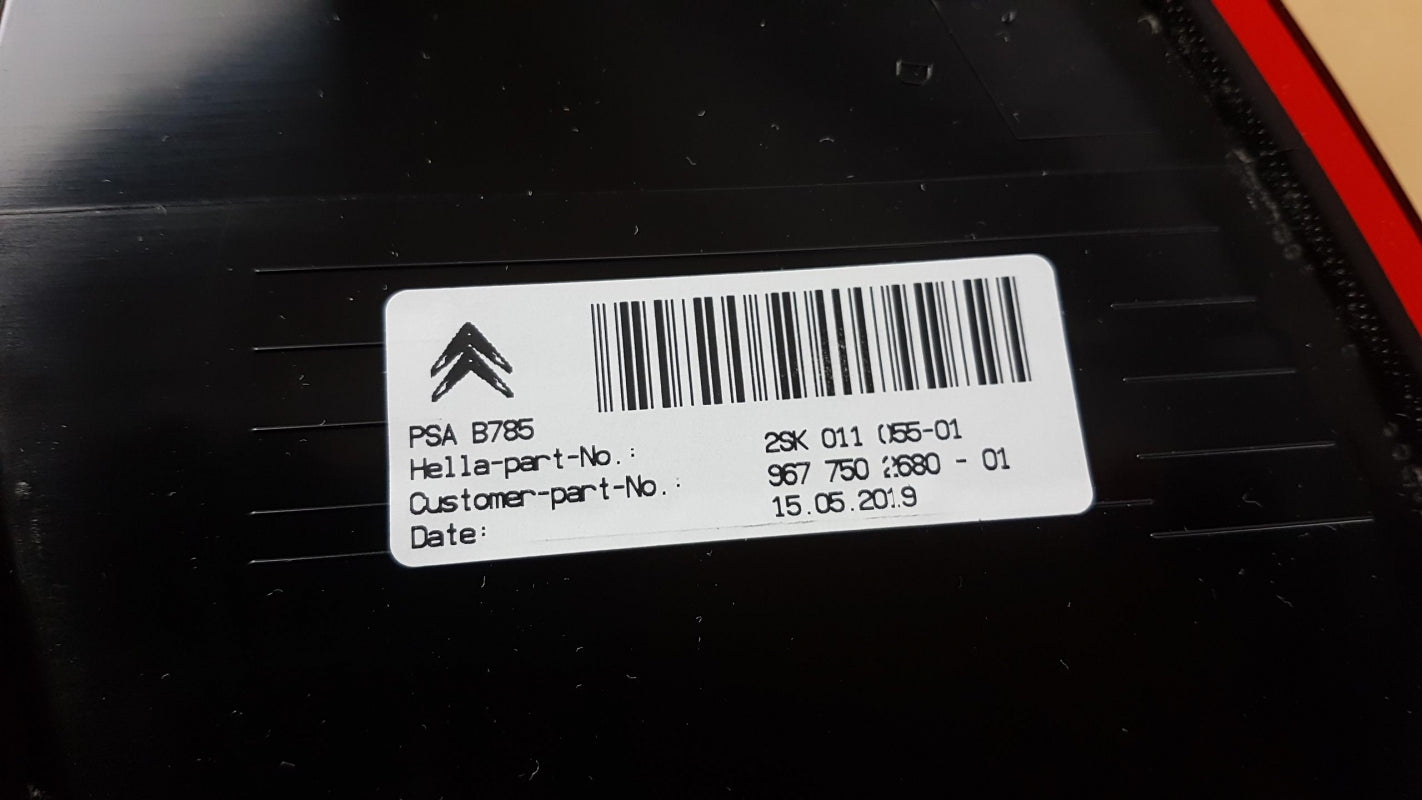 PSA B785
Hella-part-No.: 2SK 011 055-01
Customer-part-No.: 967 750 2680 - 01
Date: 15.05.2019